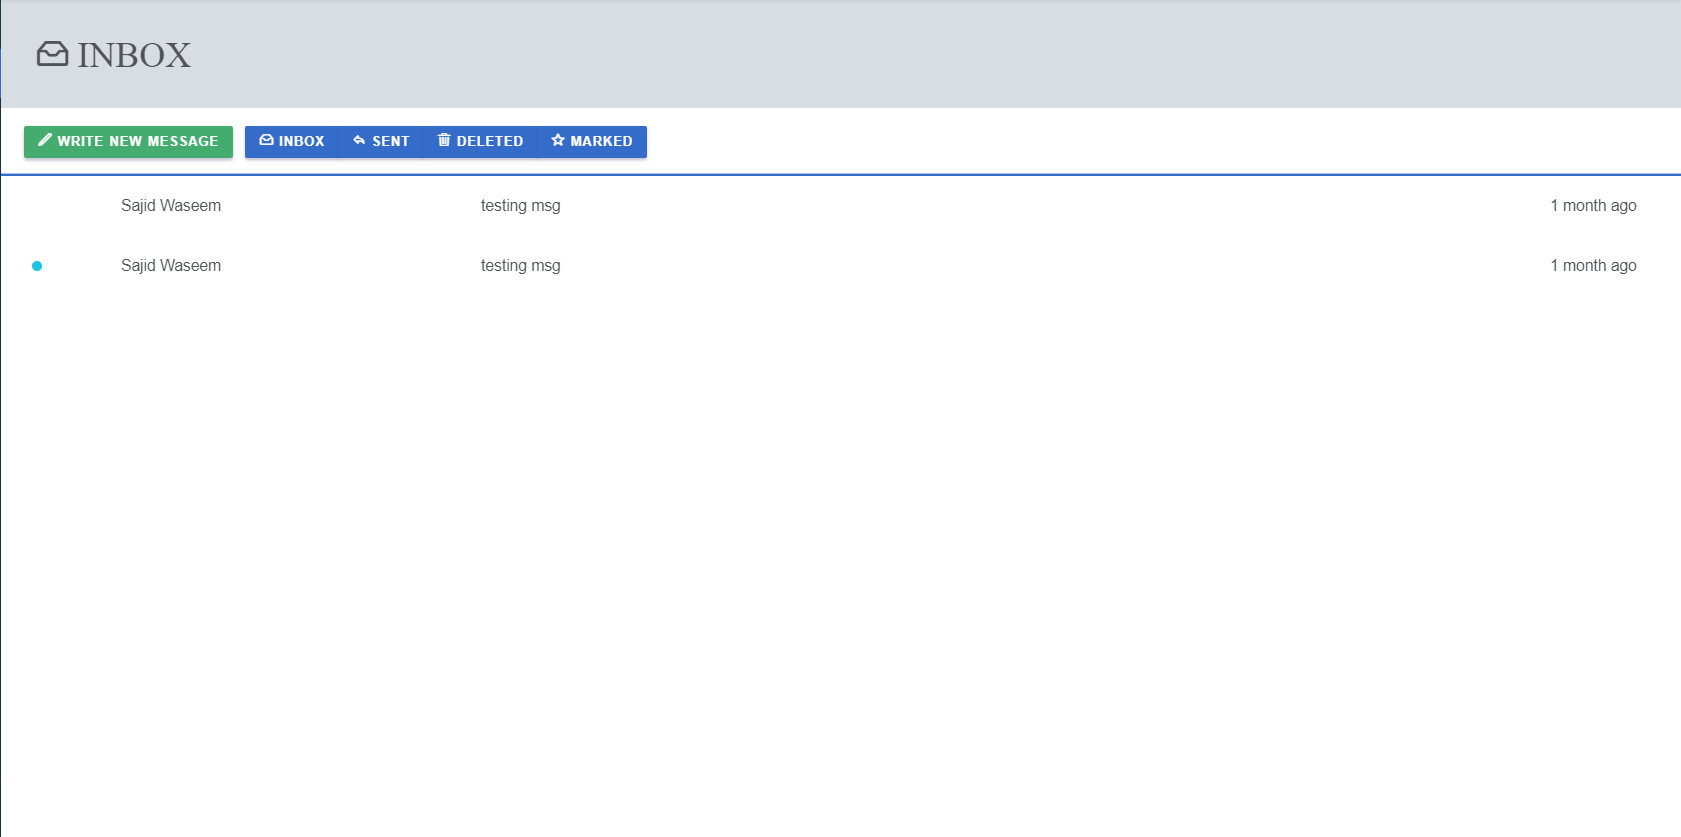 INBOX
WRITE NEW MESSAGE INBOX SENT DELETED MARKED
Sajid Waseem testing msg 1 month ago
Sajid Waseem testing msg 1 month ago